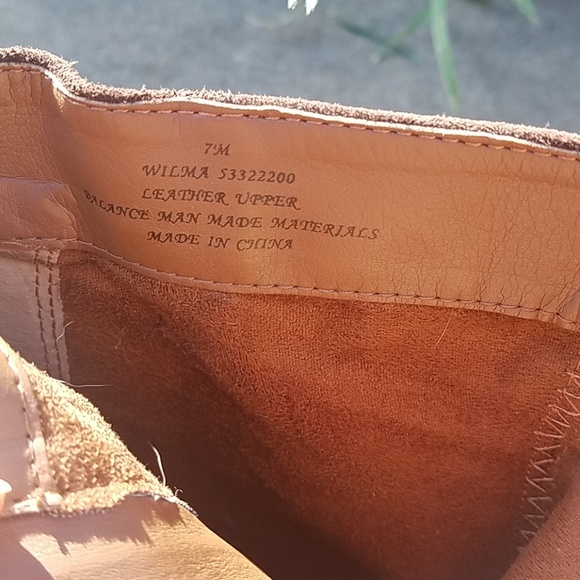 7M
WILMA 53322200
LEATHER UPPER
BALANCE MAN MADE MATERIALS
MADE IN CHINA